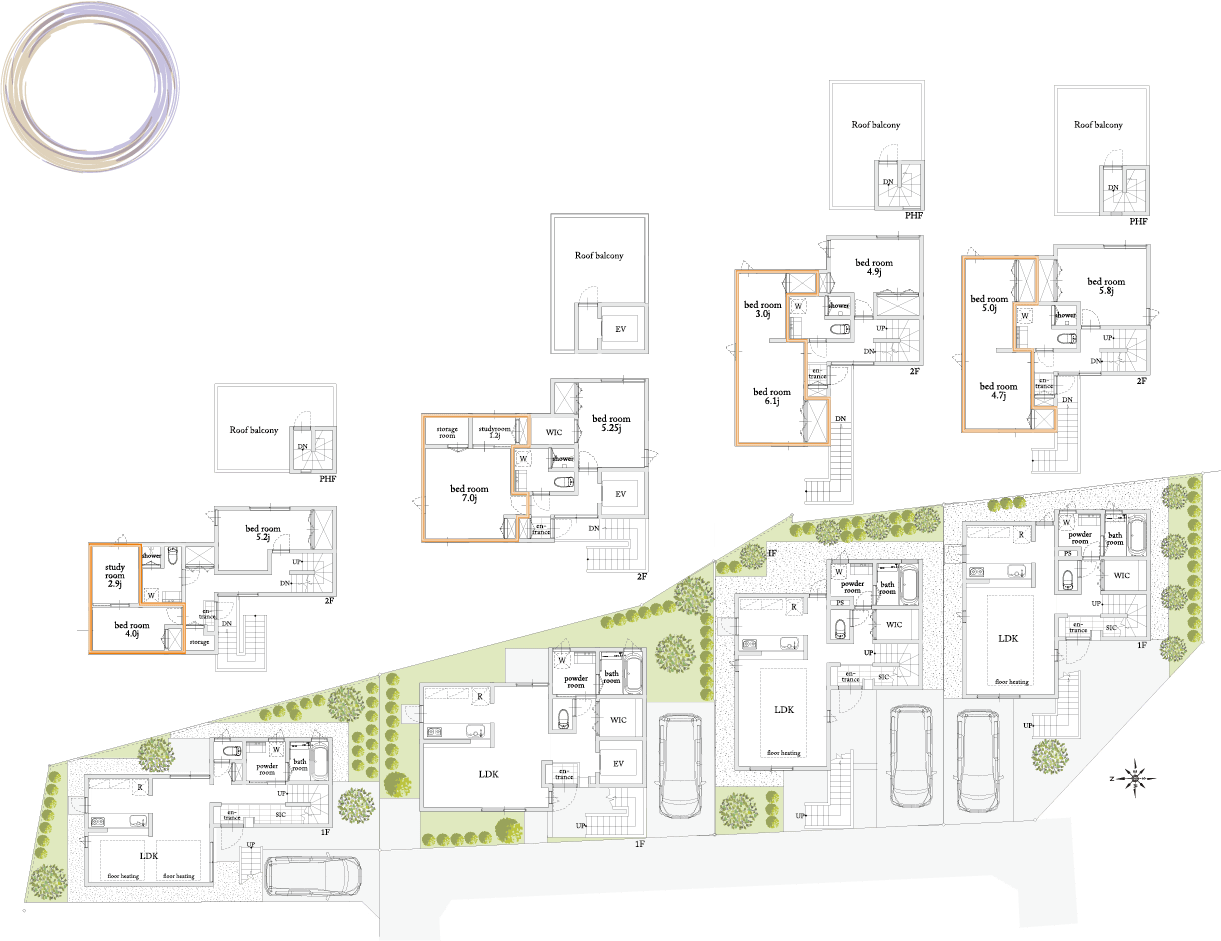 Roof balcony
DN
PHF
Roof balcony
DN
PHF
Roof balcony
EV
Roof balcony
DN
PHF
bed room
4.9j
bed room
3.0j
W
shower
UP
DN
2F
en-
trance
bed room
6.1j
DN
bed room
5.8j
bed room
5.0j
W
shower
UP
DN
2F
en-
trance
bed room
4.7j
DN
bed room
5.25j
storage
room
studyroom
1.2j
WIC
W
shower
bed room
7.0j
EV
en-
trance
DN
2F
bed room
5.2j
shower
UP
study
room
2.9j
W
DN
2F
bed room
4.0j
en-
trance
DN
storage
R
W
powder
room
bath
room
PS
WIC
UP
LDK
en-
trance
SIC
1F
floor heating
UP
HF
R
W
powder
room
bath
room
PS
WIC
UP
en-
trance
SIC
1F
LDK
floor heating
UP
R
W
powder
room
bath
room
WIC
LDK
en-
trance
EV
UP
1F
R
W
powder
room
bath
room
UP
en-
trance
SIC
1F
LDK
UP
floor heating
floor heating
Z